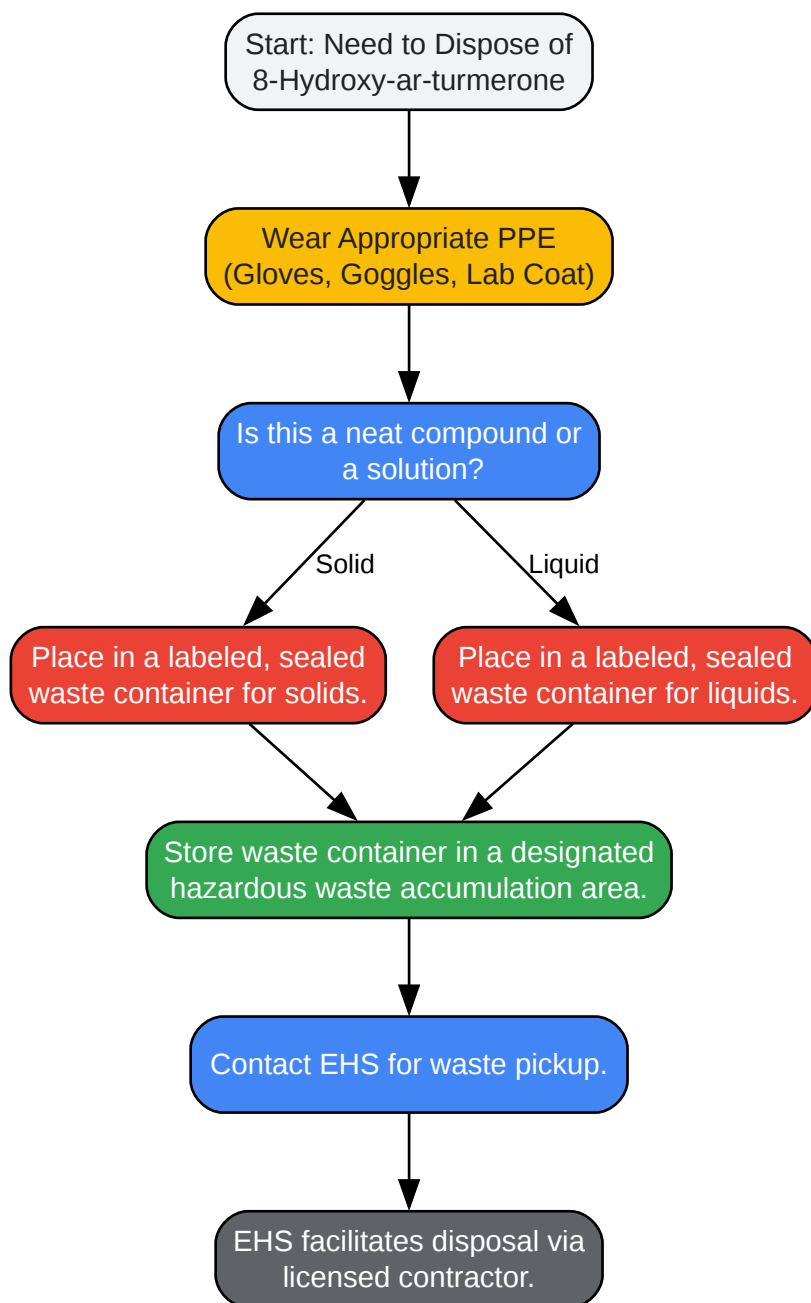 Start: Need to Dispose of
8-Hydroxy-ar-turmerone
Wear Appropriate PPE
(Gloves, Goggles, Lab Coat)
Is this a neat compound or
a solution?
Solid
Liquid
Place in a labeled, sealed
waste container for solids.
Place in a labeled, sealed
waste container for liquids.
Store waste container in a designated
hazardous waste accumulation area.
Contact EHS for waste pickup.
EHS facilitates disposal via
licensed contractor.